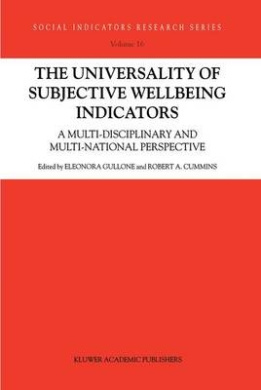 SOCIAL INDICATORS RESEARCH SERIES
Volume 16
THE UNIVERSALITY OF
SUBJECTIVE WELLBEING
INDICATORS
A MULTI-DISCIPLINARY AND
MULTI-NATIONAL PERSPECTIVE
Edited by ELEONORA GULLONE and ROBERT A. CUMMINS
KLUWER ACADEMIC PUBLISHERS